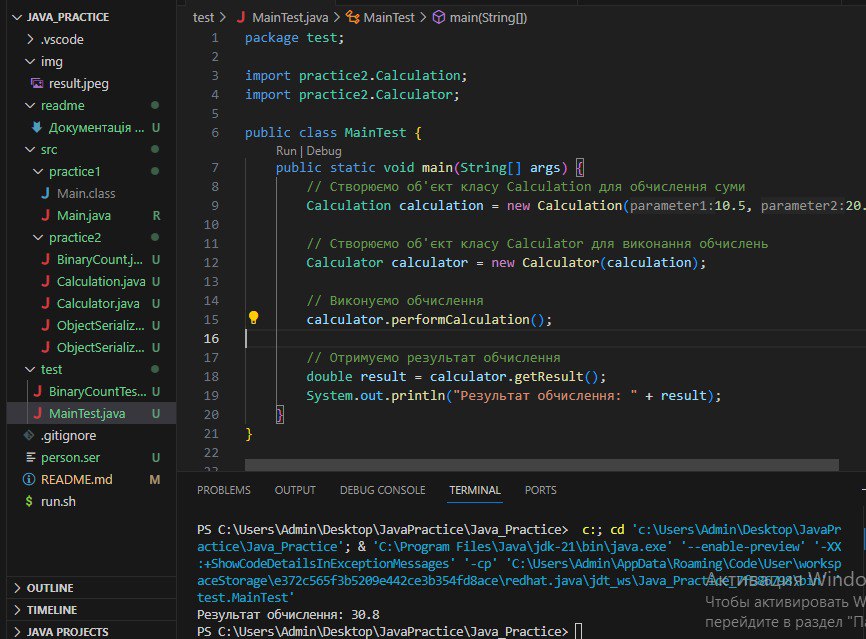 JAVA_PRACTICE
.vscode
img
result.jpeg
readme
Документація ... U
src
practice1
Main.class
Main.java R
practice2
BinaryCount.j... U
Calculation.java U
Calculator.java U
ObjectSerializ... U
ObjectSerializ... U
test
BinaryCountTes... U
MainTest.java U
.gitignore
person.ser U
README.md M
run.sh
OUTLINE
TIMELINE
JAVA PROJECTS
test > MainTest.java > MainTest > main(String[])
1 package test;
2
3 import practice2.Calculation;
4 import practice2.Calculator;
5
6 public class MainTest {
Run | Debug
7 public static void main(String[] args) {
8 // Створюємо об'єкт класу Calculation для обчислення суми
9 Calculation calculation = new Calculation(parameter1:10.5, parameter2:20.
10
11 // Створюємо об'єкт класу Calculator для виконання обчислень
12 Calculator calculator = new Calculator(calculation);
13
14 // Виконуємо обчислення
15 calculator.performCalculation();
16
17 // Отримуємо результат обчислення
18 double result = calculator.getResult();
19 System.out.println("Результат обчислення: " + result);
20 }
21 }
22
23
PROBLEMS OUTPUT DEBUG CONSOLE TERMINAL PORTS
PS C:\Users\Admin\Desktop\JavaPractice\Java_Practice> c:; cd 'c:\Users\Admin\Desktop\JavaPr
actice\Java_Practice'; & 'C:\Program Files\Java\jdk-21\bin\java.exe' '--enable-preview' '-XX
:+ShowCodeDetailsInExceptionMessages' '-cp' 'C:\Users\Admin\AppData\Roaming\Code\User\worksp
aceStorage\e372c565f3b5209e442ce3b354fd8ace\redhat.java\jdt_ws\Java_Practice
test.MainTest'
Результат обчислення: 30.8
PS C:\Users\Admin\Desktop\JavaPractice\Java_Practice>
Активация Windo
Чтобы активировать W
перейдите в раздел "П